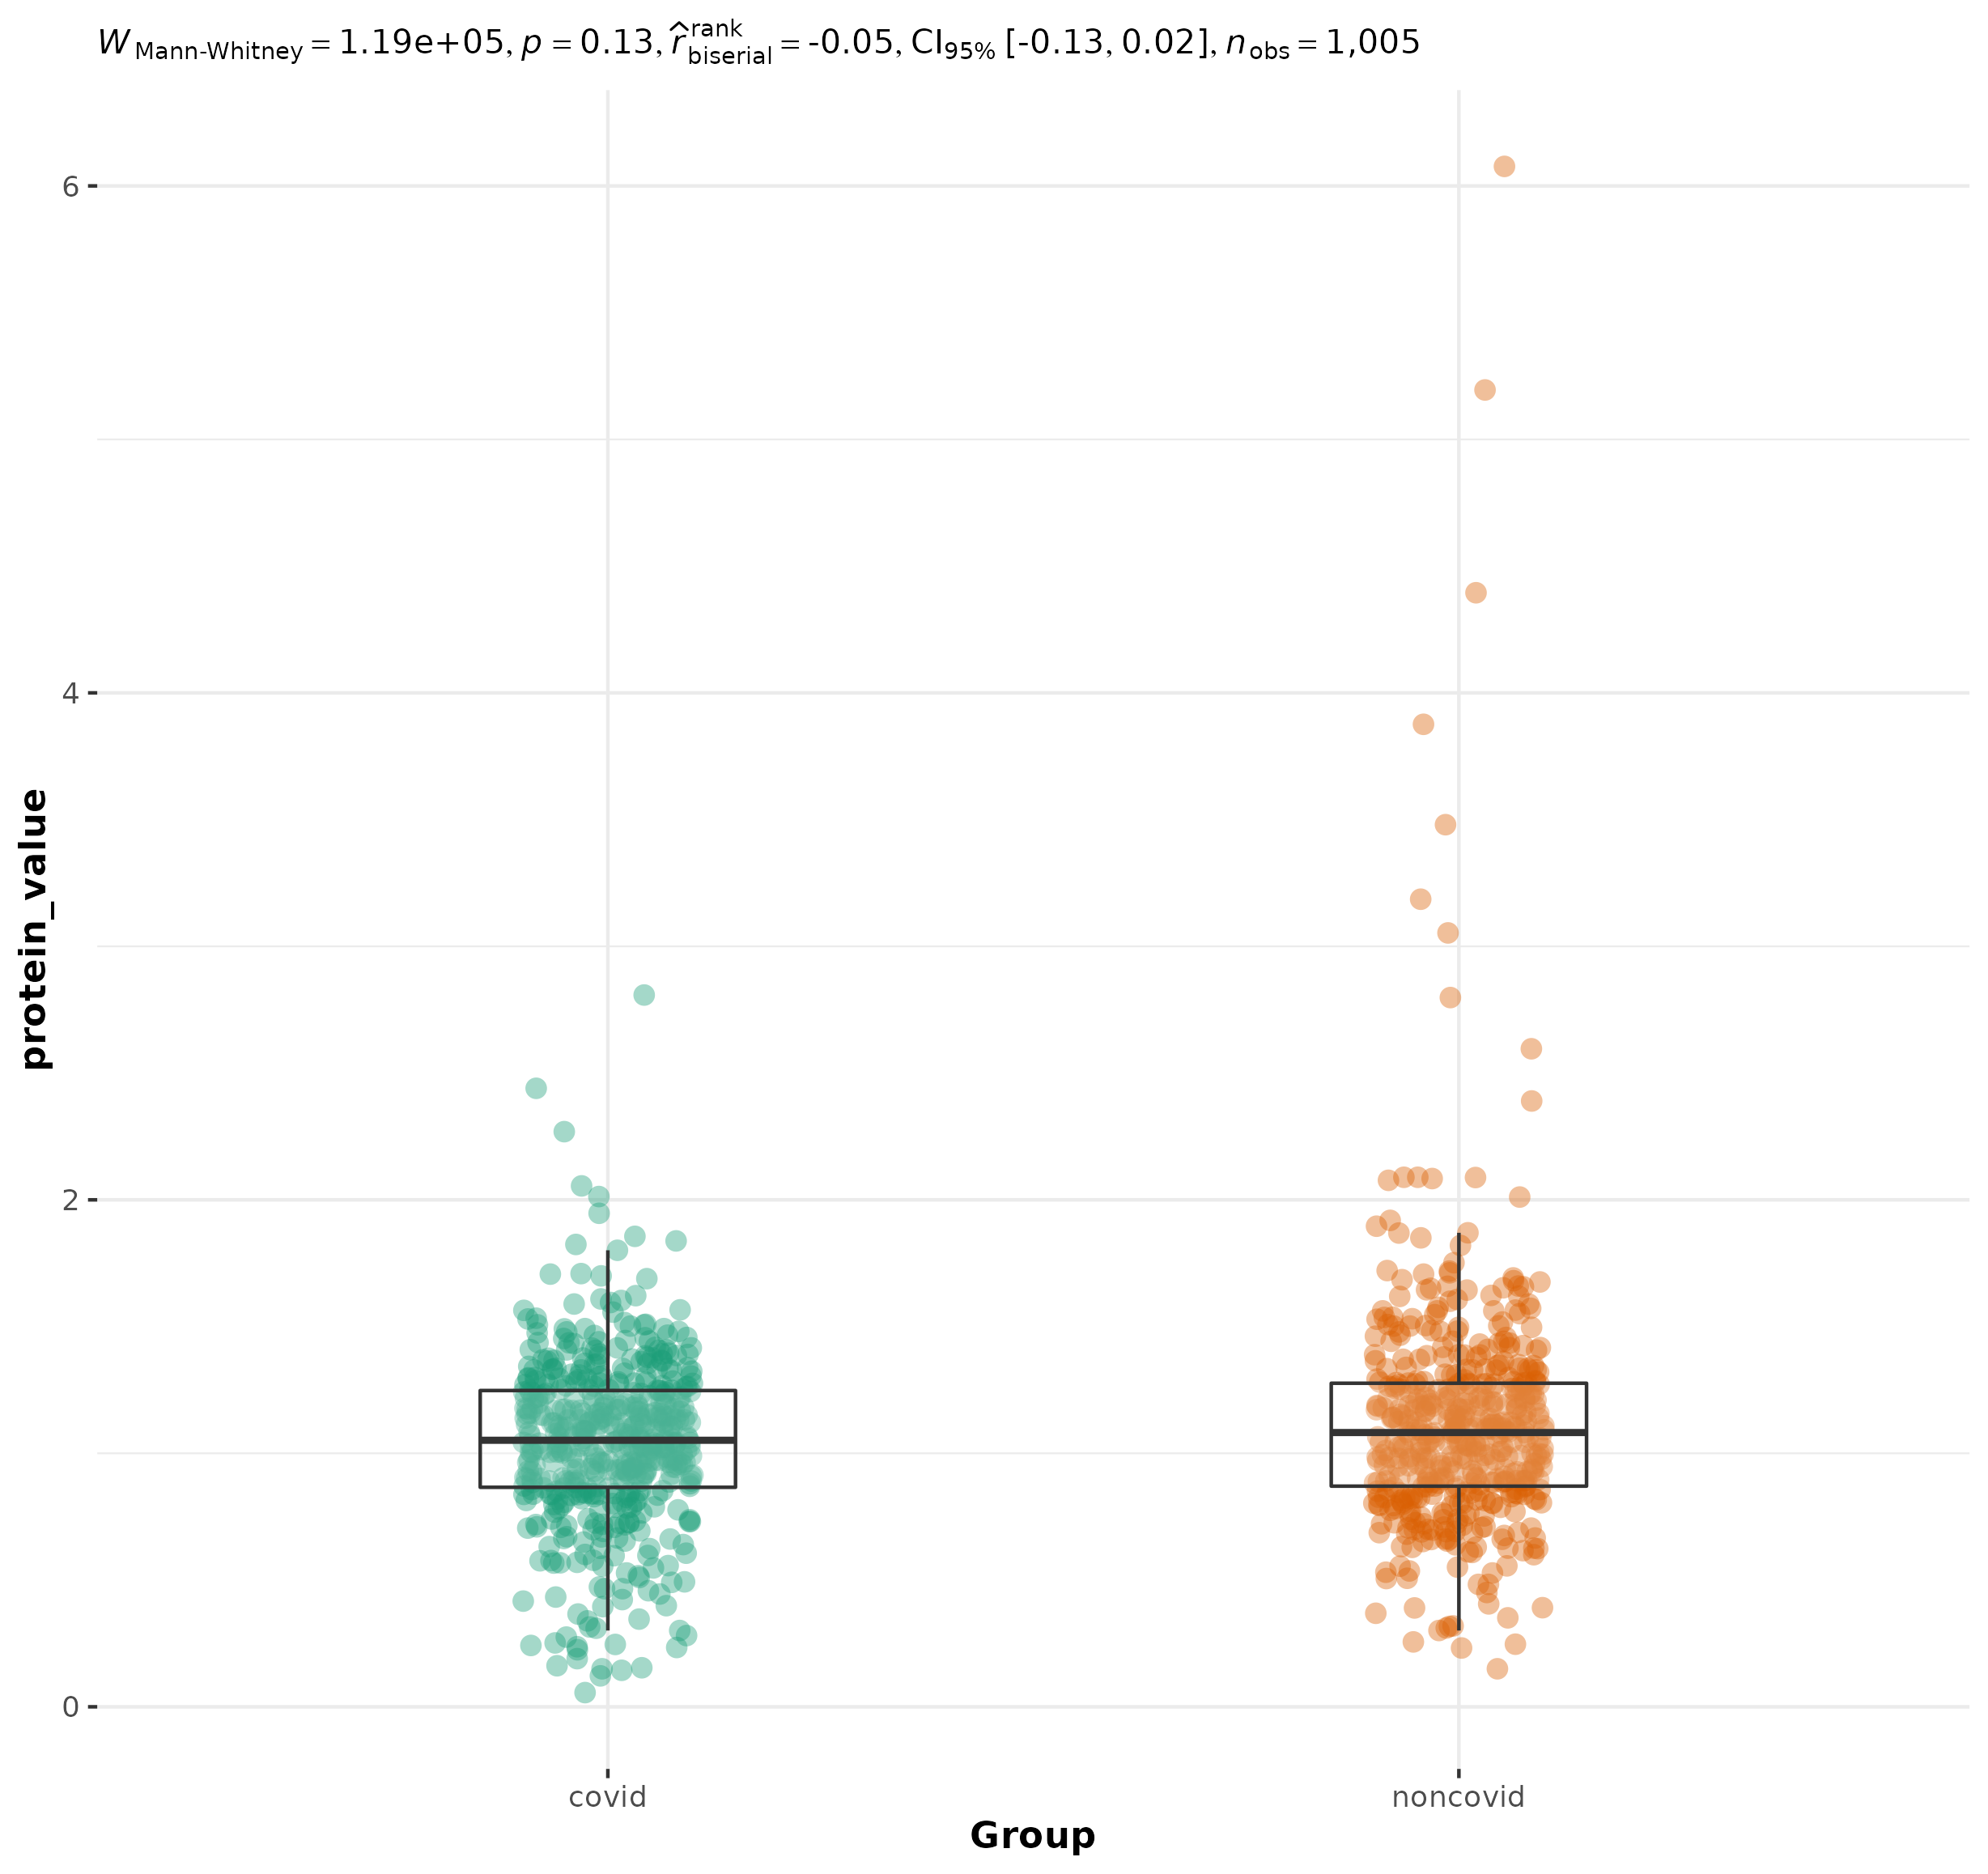 W Mann-Whitney = 1.19e+05, p = 0.13, r̂ rank biserial = -0.05, CI95% [-0.13, 0.02], nobs = 1,005
6
4
2
0
protein_value
covid noncovid
Group